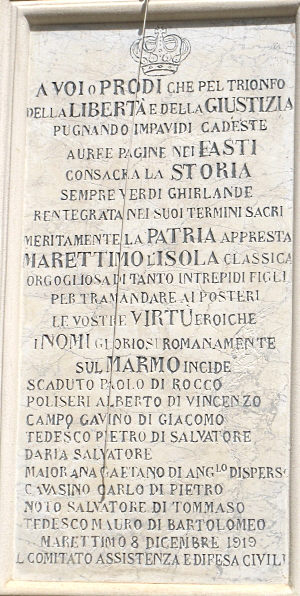 A VOI O PRODI CHE PEL TRIONFO
DELLA LIBERTÀ E DELLA GIUSTIZIA
PUGNANDO IMPAVIDI CADESTE
AUREE PAGINE NEI FASTI
CONSACRA LA STORIA
SEMPRE VERDI GHIRLANDE
RENTEGRATA NEI SUOI TERMINI SACRI
MERITAMENTE LA PATRIA APPRESTA
MARETTIMO L'ISOLA CLASSICA
ORGOGLIOSA DI TANTO INTREPIDI FIGLI
PER TRAMANDARE AI POSTERI
LE VOSTRE VIRTU EROICHE
I NOMI GLORIOSI ROMANAMENTE
SUL MARMO INCIDE
SCADUTO PAOLO DI ROCCO
POLISERI ALBERTO DI VINCENZO
CAMPO GAVINO DI GIACOMO
TEDESCO PIETRO DI SALVATORE
DARIA SALVATORE
MAIORANA GAETANO DI ANG.LO DISPERS
CAVASINO CARLO DI PIETRO
NOTO SALVATORE DI TOMMASO
TEDESCO MAURO DI BARTOLOMEO
MARETTIMO 8 DICEMBRE 1919
IL COMITATO ASSISTENZA E DIFESA CIVILE